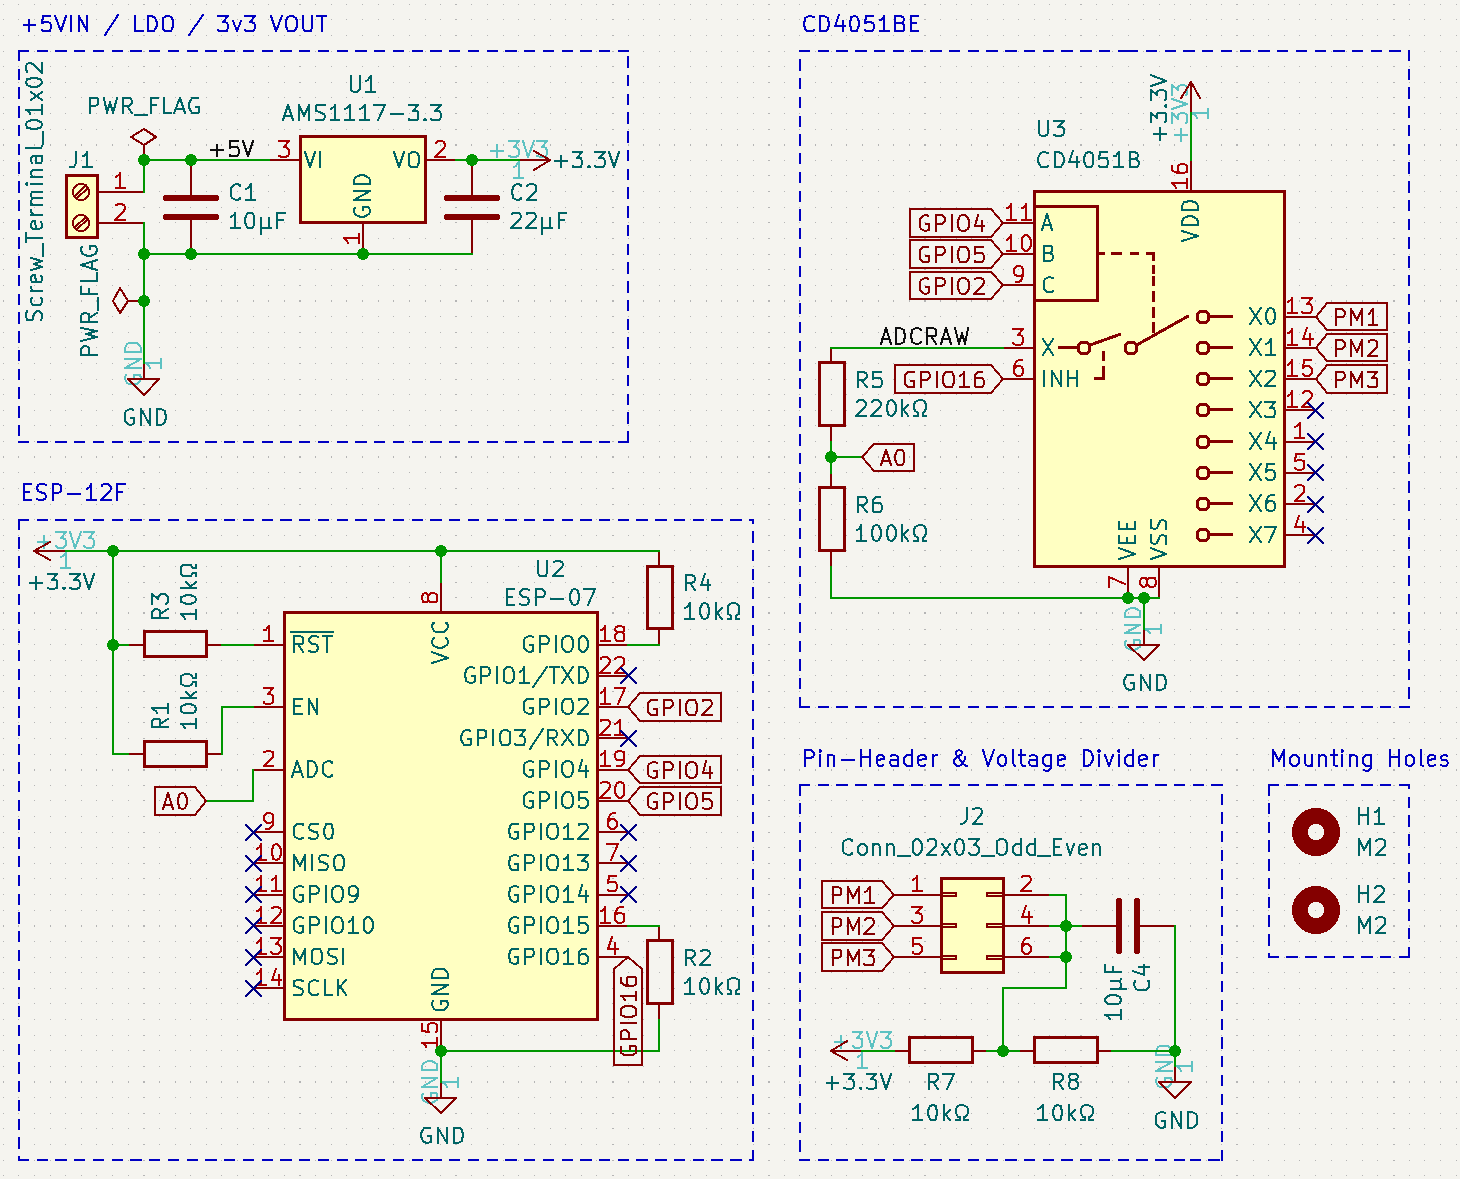 +5VIN / LDO / 3v3 VOUT
Screw_Terminal_01x02
PWR_FLAG
J1
1
2
PWR_FLAG
+5V
C1
10µF
U1
AMS1117-3.3
3
VI
VO
2
GND
1
+3V3
1
+3.3V
C2
22µF
GND
1
GND
CD4051BE
+3.3V
+3V3
1
U3
CD4051B
16
VDD
GPIO4
11
A
GPIO5
10
B
GPIO2
9
C
ADCRAW
3
X
GPIO16
6
INH
X0
13
PM1
X1
14
PM2
X2
15
PM3
X3
12
X4
1
X5
5
X6
2
X7
4
R5
220kΩ
A0
R6
100kΩ
VEE
VSS
7
8
GND
1
GND
ESP-12F
+3V3
1
+3.3V
R3
10kΩ
R1
10kΩ
U2
ESP-07
8
VCC
R4
10kΩ
1
RST
3
EN
2
ADC
A0
9
CS0
10
MISO
11
GPIO9
12
GPIO10
13
MOSI
14
SCLK
GPIO0
18
GPIO1/TXD
22
GPIO2
17
GPIO2
GPIO3/RXD
21
GPIO4
19
GPIO4
GPIO5
20
GPIO5
GPIO12
6
GPIO13
7
GPIO14
5
GPIO15
16
GPIO16
4
GPIO16
R2
10kΩ
GND
15
GND
1
GND
Pin-Header & Voltage Divider
J2
Conn_02x03_Odd_Even
PM1
1
2
PM2
3
4
PM3
5
6
10µF
C4
+3V3
1
+3.3V
R7
10kΩ
R8
10kΩ
GND
1
GND
Mounting Holes
H1
M2
H2
M2